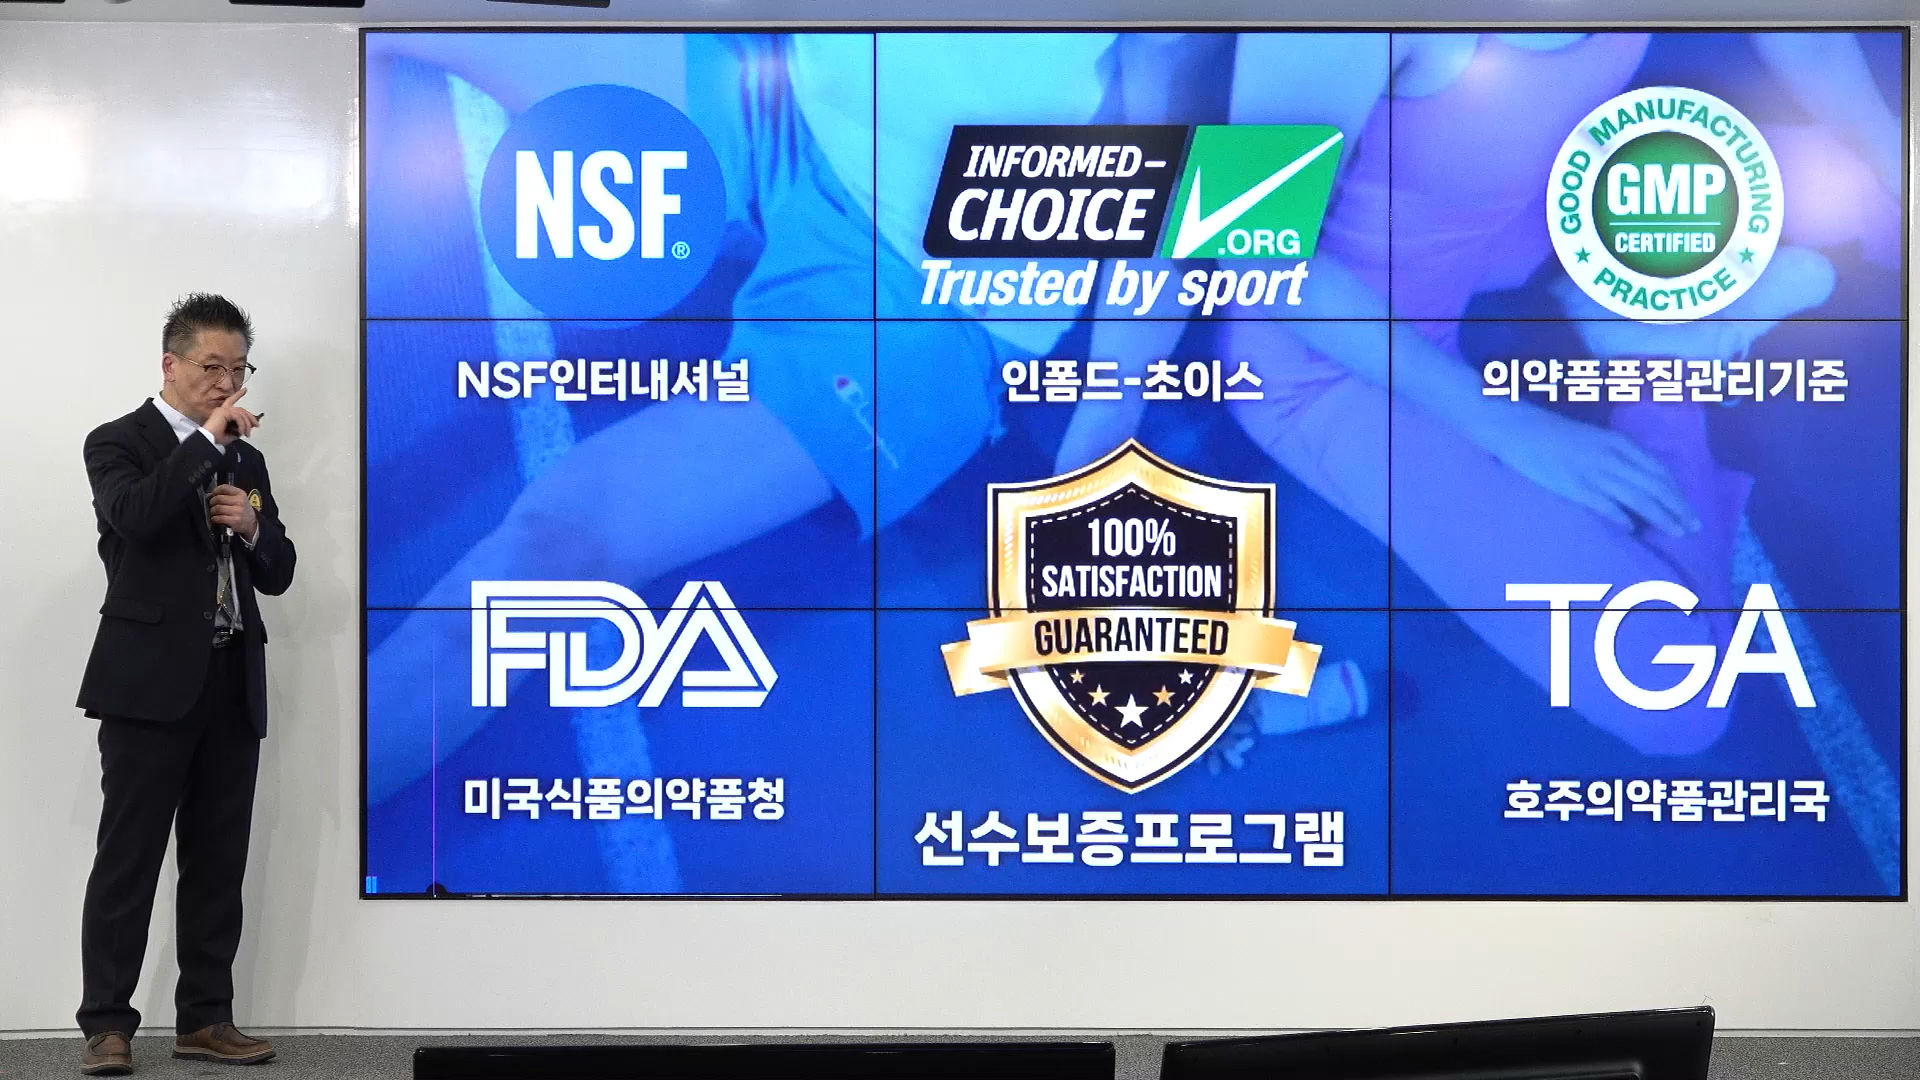 NSF®
INFORMED-
CHOICE
.ORG
Trusted by sport
GOOD MANUFACTURING
GMP
CERTIFIED
★ PRACTICE ★
NSF인터내셔널
인폼드-초이스
의약품품질관리기준
FDA
100%
SATISFACTION
GUARANTEED
TGA
미국식품의약품청
선수보증프로그램
호주의약품관리국